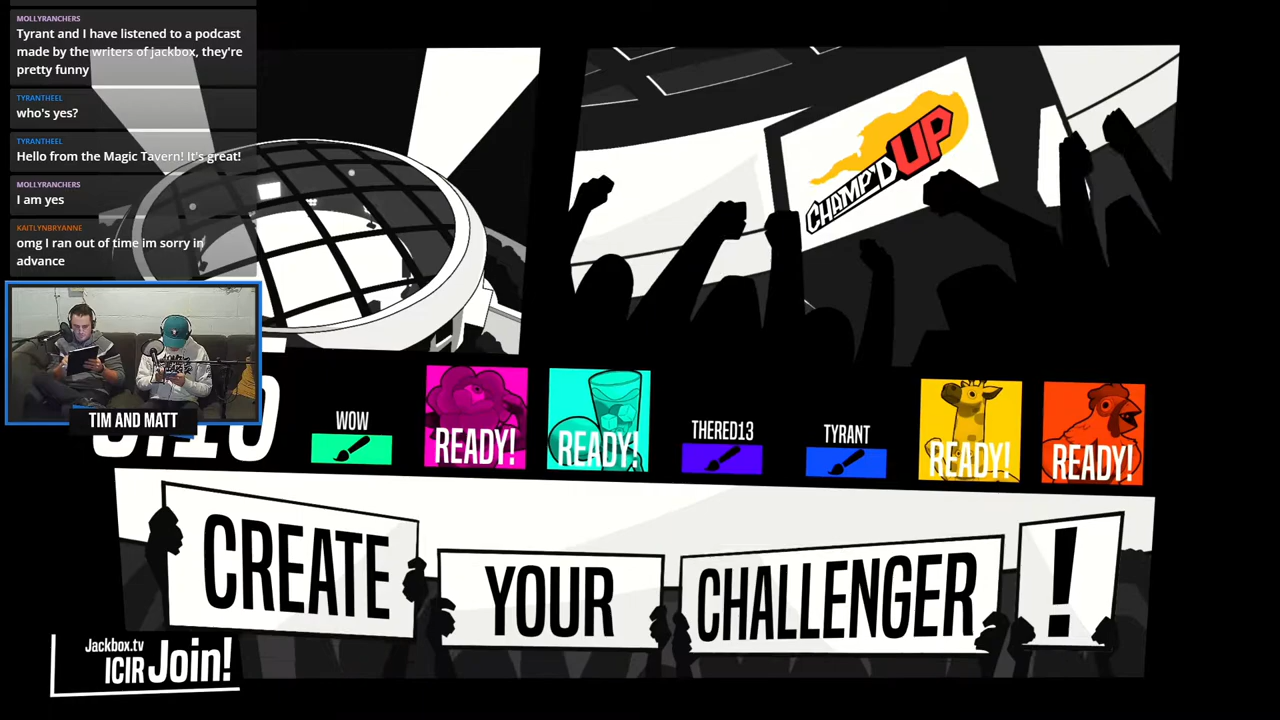 MOLLYRANCHERS
Tyrant and I have listened to a podcast
made by the writers of jackbox, they're
pretty funny
TYRANTHEEL
who's yes?
TYRANTHEEL
Hello from the Magic Tavern! It's great!
MOLLYRANCHERS
I am yes
KAITLYNBRYANNE
omg I ran out of time im sorry in
advance
CHAMP'D UP
TIM AND MATT
WOW
READY!
READY!
THERED13
TYRANT
READY!
READY!
CREATE
YOUR
CHALLENGER
!
Jackbox.tv
ICIR Join!